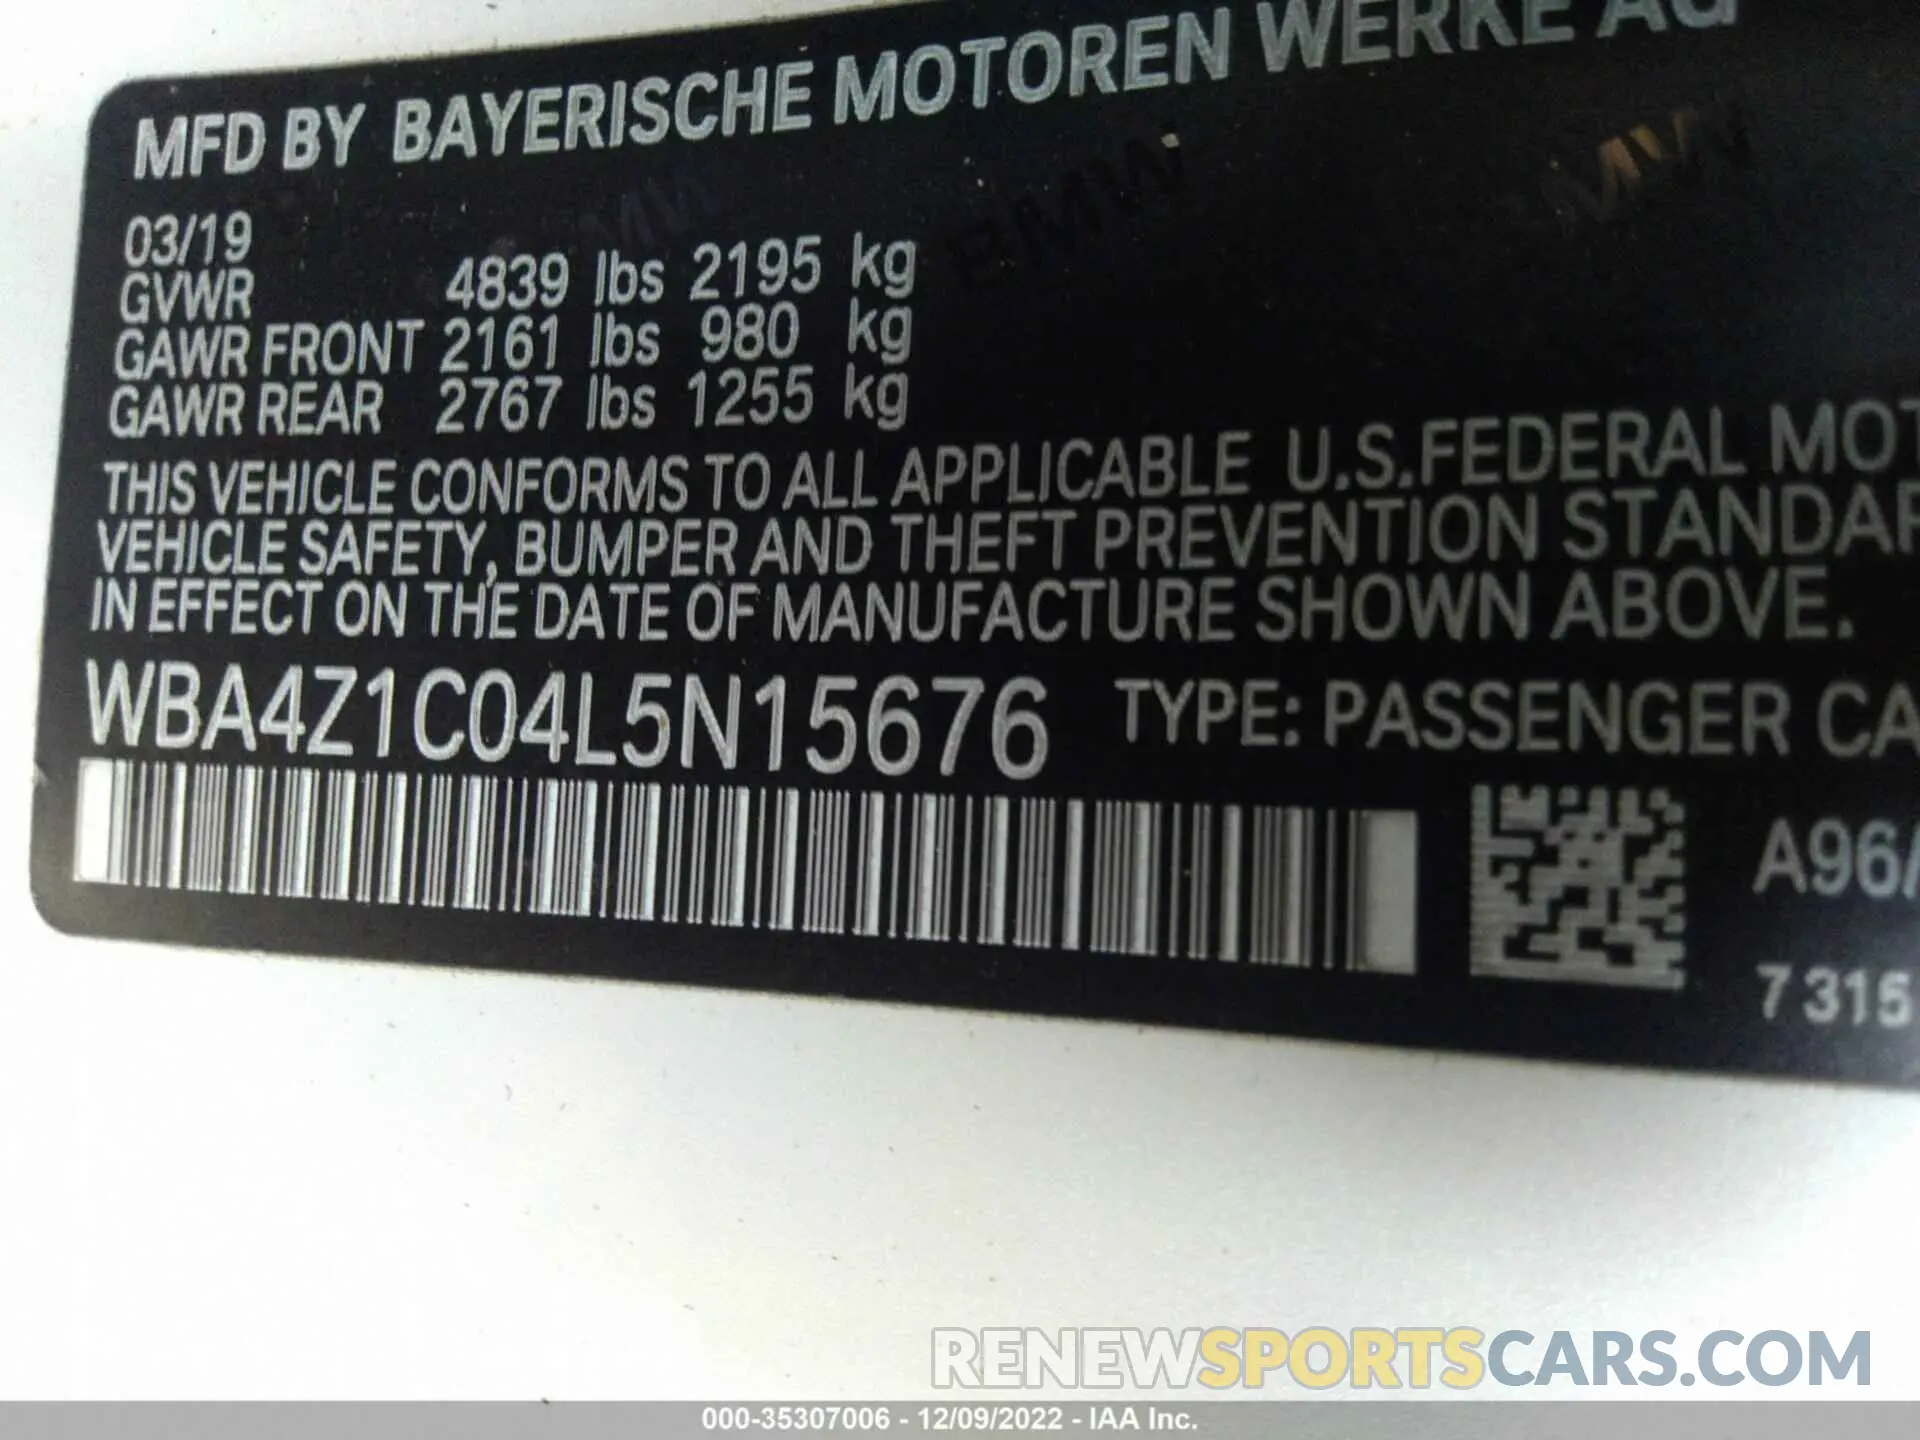 MFD BY BAYERISCHE MOTOREN WERKE AG
03/19
GVWR 4839 lbs 2195 kg
GAWR FRONT 2161 lbs 980 kg
GAWR REAR 2767 lbs 1255 kg
THIS VEHICLE CONFORMS TO ALL APPLICABLE U.S.FEDERAL MOT
VEHICLE SAFETY, BUMPER AND THEFT PREVENTION STANDAR
IN EFFECT ON THE DATE OF MANUFACTURE SHOWN ABOVE.
WBA4Z1C04L5N15676 TYPE: PASSENGER CA
A96/
7315
RENEWSPORTSCARS.COM
000-35307006 - 12/09/2022 - IAA Inc.